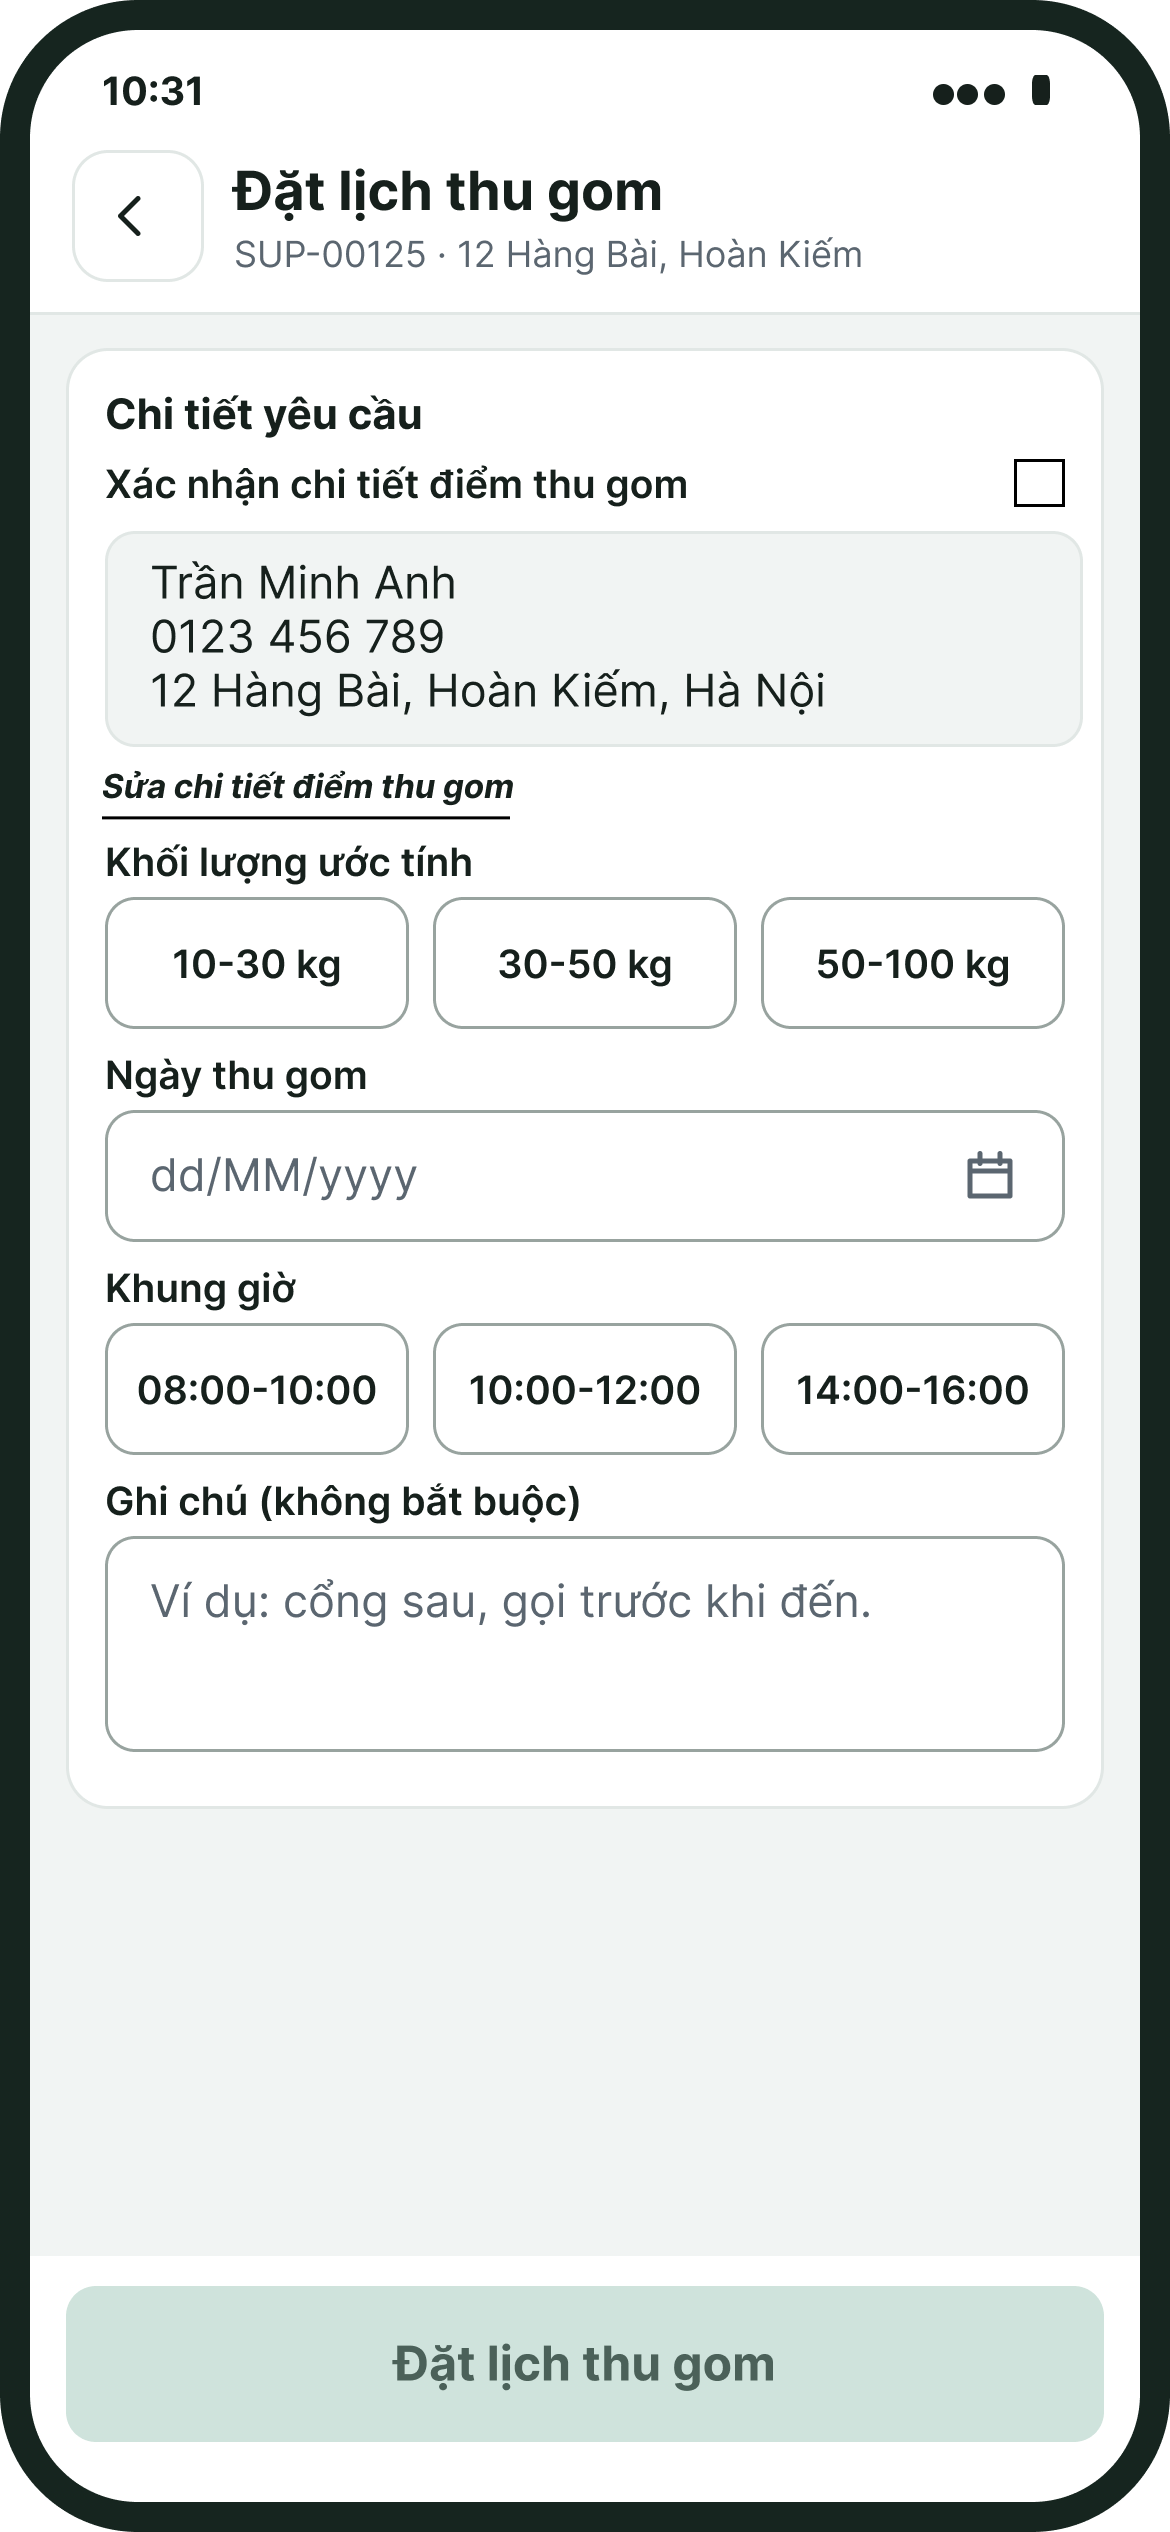 10:31
Đặt lịch thu gom
SUP-00125 · 12 Hàng Bài, Hoàn Kiếm
Chi tiết yêu cầu
Xác nhận chi tiết điểm thu gom
Trần Minh Anh
0123 456 789
12 Hàng Bài, Hoàn Kiếm, Hà Nội
Sửa chi tiết điểm thu gom
Khối lượng ước tính
10-30 kg
30-50 kg
50-100 kg
Ngày thu gom
dd/MM/yyyy
Khung giờ
08:00-10:00
10:00-12:00
14:00-16:00
Ghi chú (không bắt buộc)
Ví dụ: cổng sau, gọi trước khi đến.
Đặt lịch thu gom